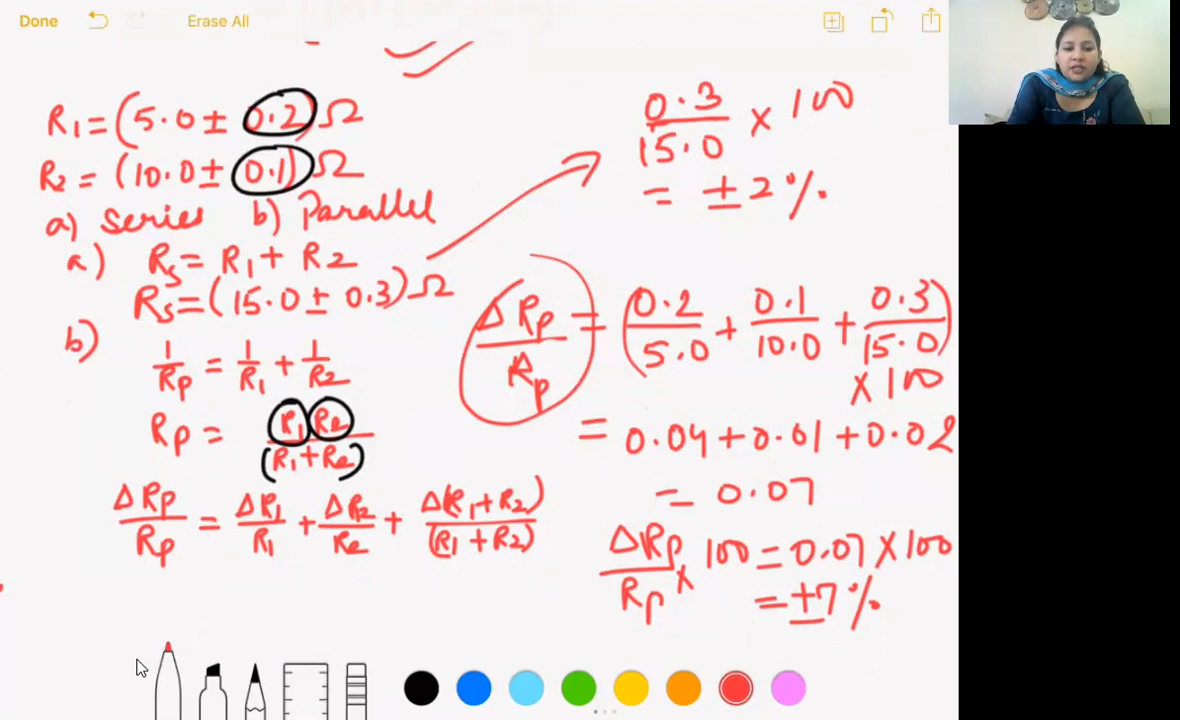 Done
Erase All
R1 = (5.0 ± 0.2) Ω
R2 = (10.0 ± 0.1) Ω
a) Series b) Parallel
a) Rs = R1 + R2
Rs = (15.0 ± 0.3) Ω
b)
1/Rp = 1/R1 + 1/R2
Rp = R1R2/(R1+R2)
ΔRp/Rp = ΔR1/R1 + ΔR2/R2 + Δ(R1+R2)/(R1+R2)
0.3/15.0 × 100
= ±2%
ΔRp/Rp = (0.2/5.0 + 0.1/10.0 + 0.3/15.0)
× 100
= 0.04+0.01+0.02
= 0.07
ΔRp/Rp × 100 = 0.07 × 100
= ±7%